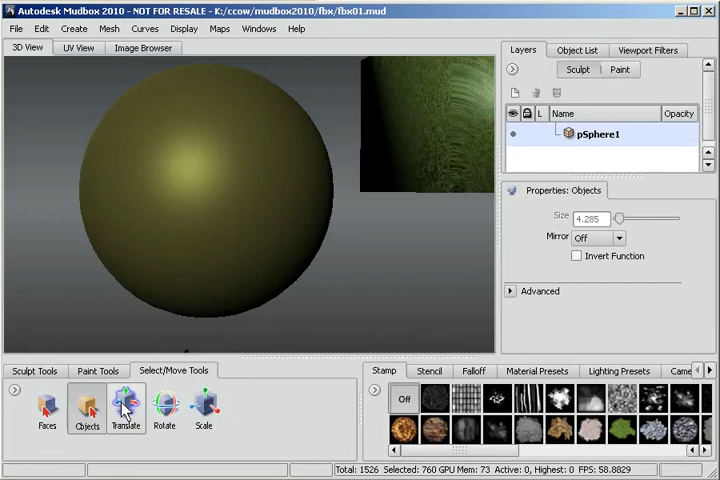 Autodesk Mudbox 2010 - NOT FOR RESALE - K:/ccow/mudbox2010/fbx/fbx01.mud
File Edit Create Mesh Curves Display Maps Windows Help
3D View UV View Image Browser
Layers Object List Viewport Filters
Sculpt Paint
L Name Opacity
pSphere1
Properties: Objects
Size 4.285
Mirror Off
Invert Function
Advanced
Sculpt Tools Paint Tools Select/Move Tools
Faces Objects Translate Rotate Scale
Stamp Stencil Falloff Material Presets Lighting Presets Came
Off
Total: 1526 Selected: 760 GPU Mem: 73 Active: 0, Highest: 0 FPS: 58.8829